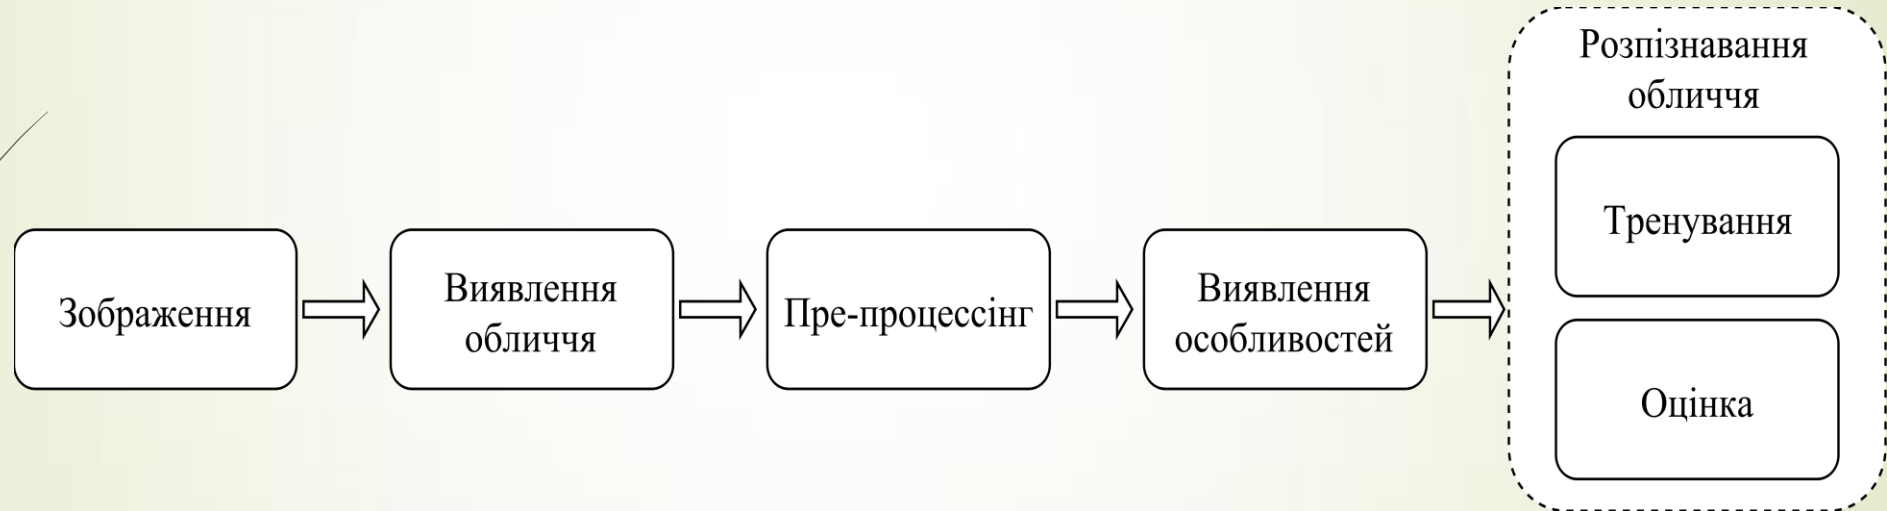 Зображення
Виявлення
обличчя
Пре-процессінг
Виявлення
особливостей
Розпізнавання
обличчя
Тренування
Оцінка